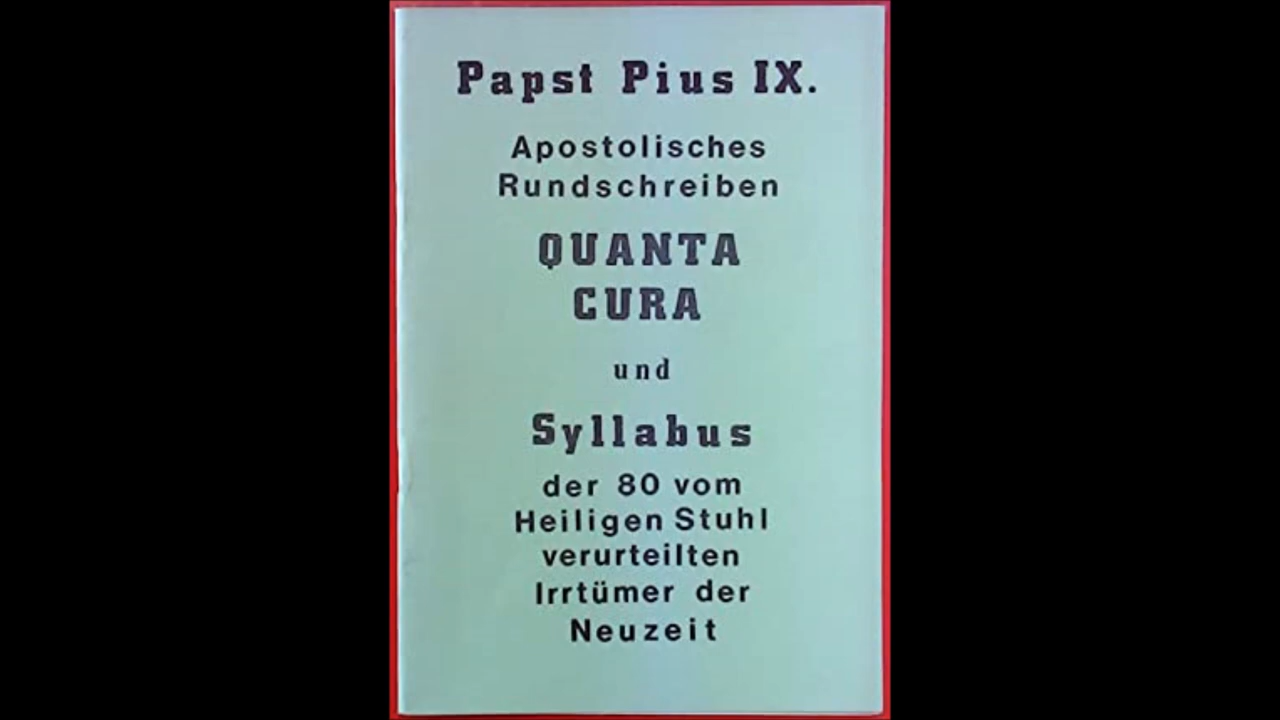 Papst Pius IX.
Apostolisches
Rundschreiben
QUANTA
CURA
und
Syllabus
der 80 vom
Heiligen Stuhl
verurteilten
Irrtümer der
Neuzeit